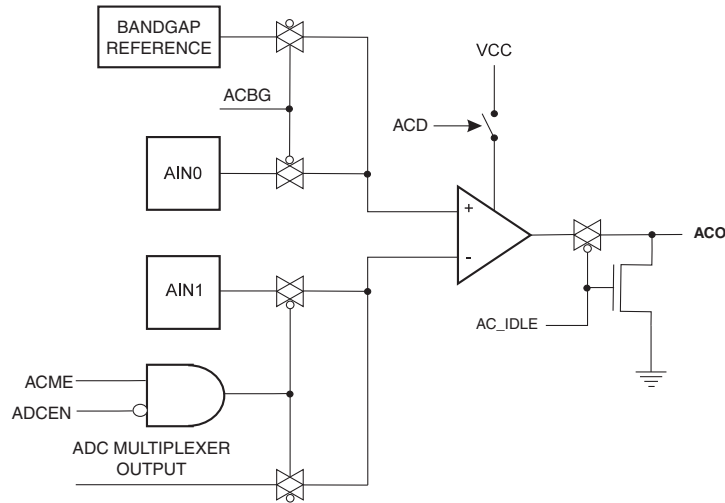 BANDGAP
REFERENCE
VCC
ACBG
ACD
AIN0
+
-
ACO
AIN1
AC_IDLE
ACME
ADCEN
ADC MULTIPLEXER
OUTPUT